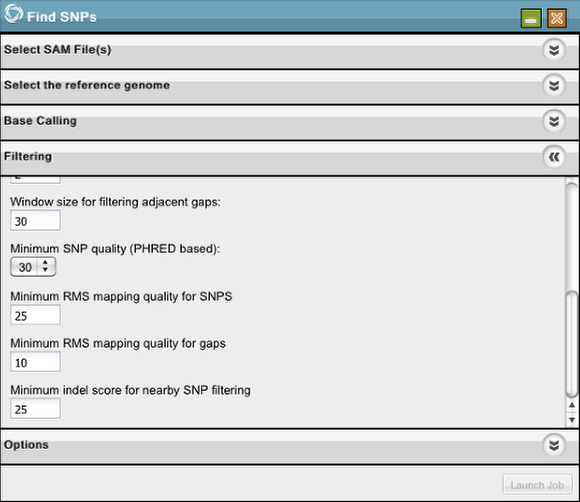 Find SNPs
Select SAM File(s)
Select the reference genome
Base Calling
Filtering
Window size for filtering adjacent gaps:
30
Minimum SNP quality (PHRED based):
30
Minimum RMS mapping quality for SNPS
25
Minimum RMS mapping quality for gaps
10
Minimum indel score for nearby SNP filtering
25
Options
Launch Job